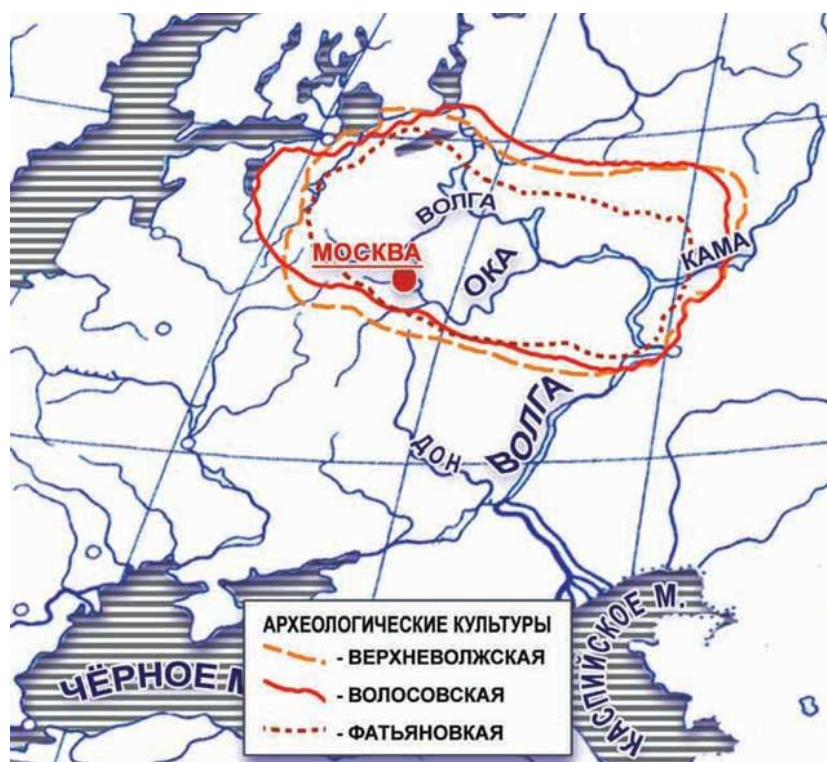 ВОЛГА
МОСКВА
ОКА
КАМА
ВОЛГА
ДОН
АРХЕОЛОГИЧЕСКИЕ КУЛЬТУРЫ
- ВЕРХНЕВОЛЖСКАЯ
- ВОЛОСОВСКАЯ
- ФАТЬЯНОВКАЯ
ЧЁРНОЕ М
КАСПИЙСКОЕ М.